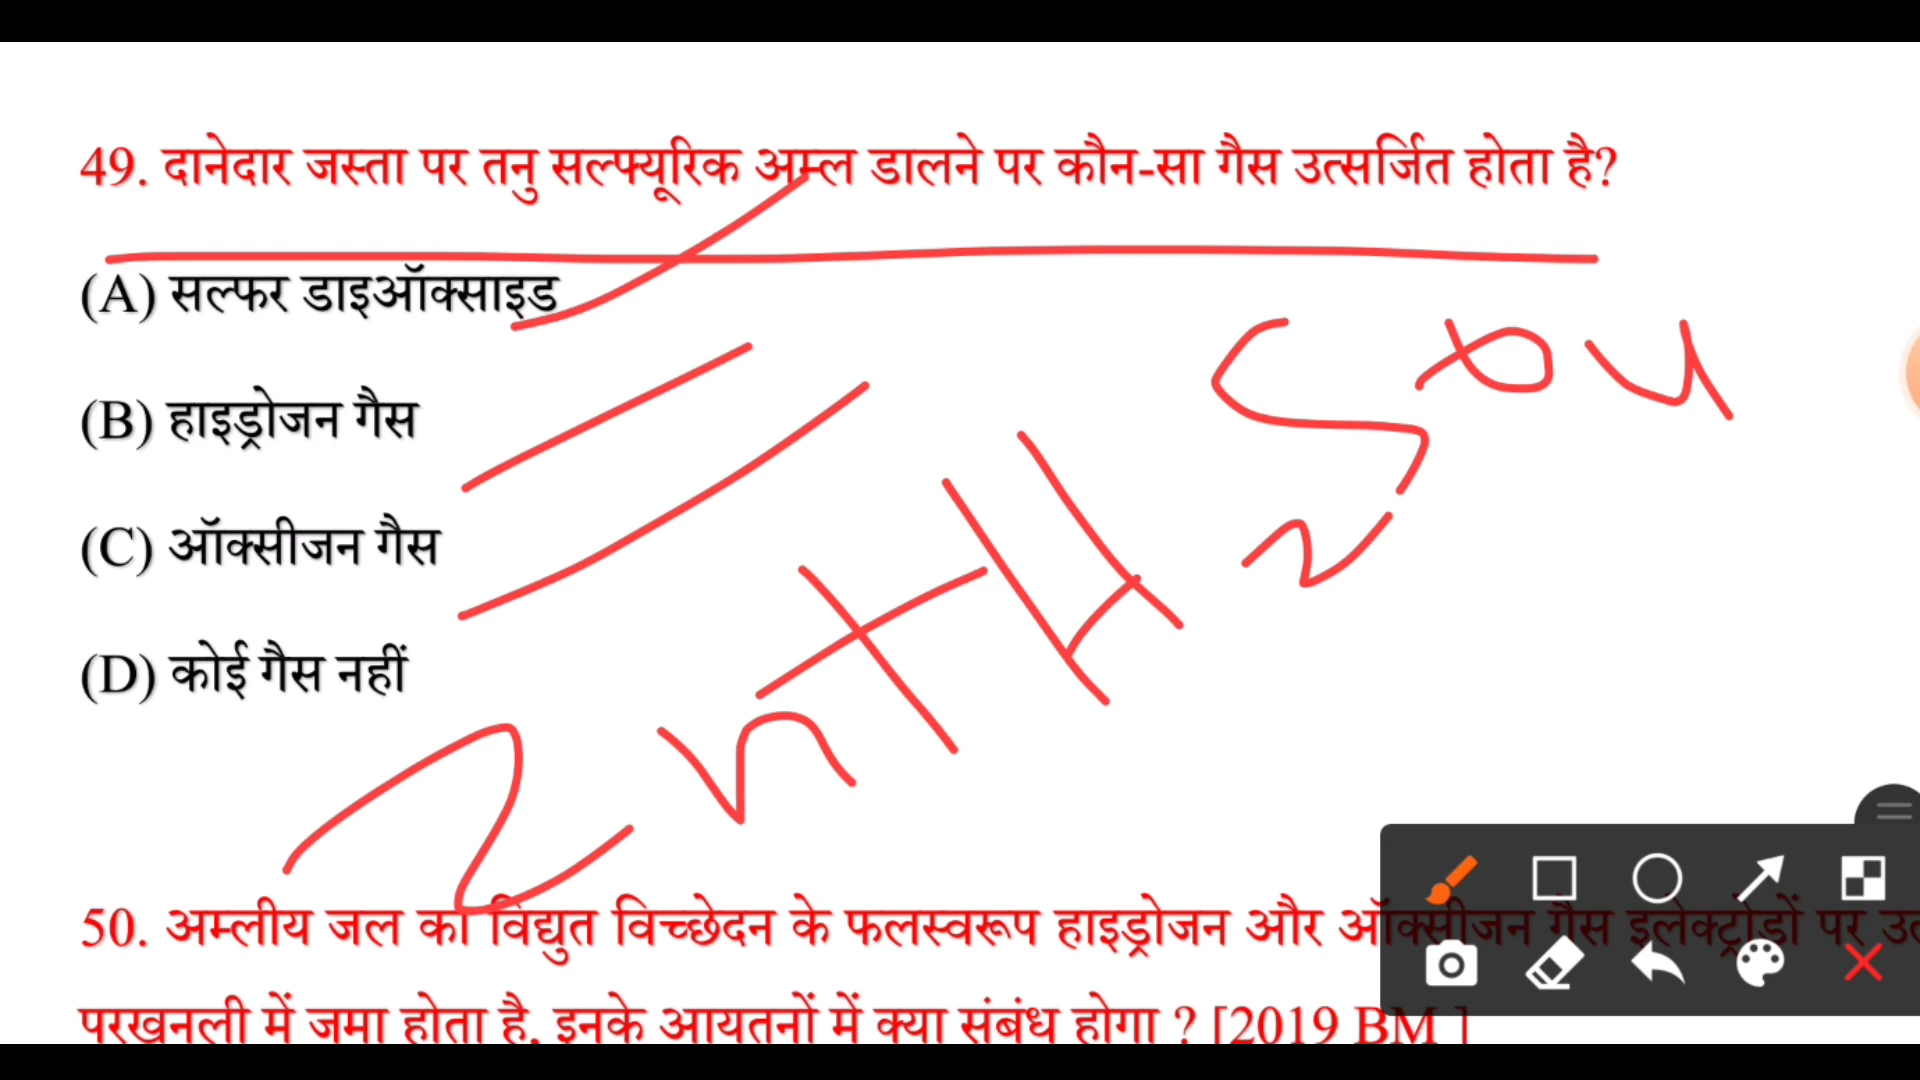 49. दानेदार जस्ता पर तनु सल्फ्यूरिक अम्ल डालने पर कौन-सा गैस उत्सर्जित होता है?
(A) सल्फर डाइऑक्साइड
(B) हाइड्रोजन गैस
(C) ऑक्सीजन गैस
(D) कोई गैस नहीं
Zn+H2SO4
50. अम्लीय जल का विद्युत विच्छेदन के फलस्वरूप हाइड्रोजन और ऑक्सीजन गैस इलेक्ट्रोडों पर
परखनली में जमा होता है, इनके आयतनों में क्या संबंध होगा ? [2019 BM ]